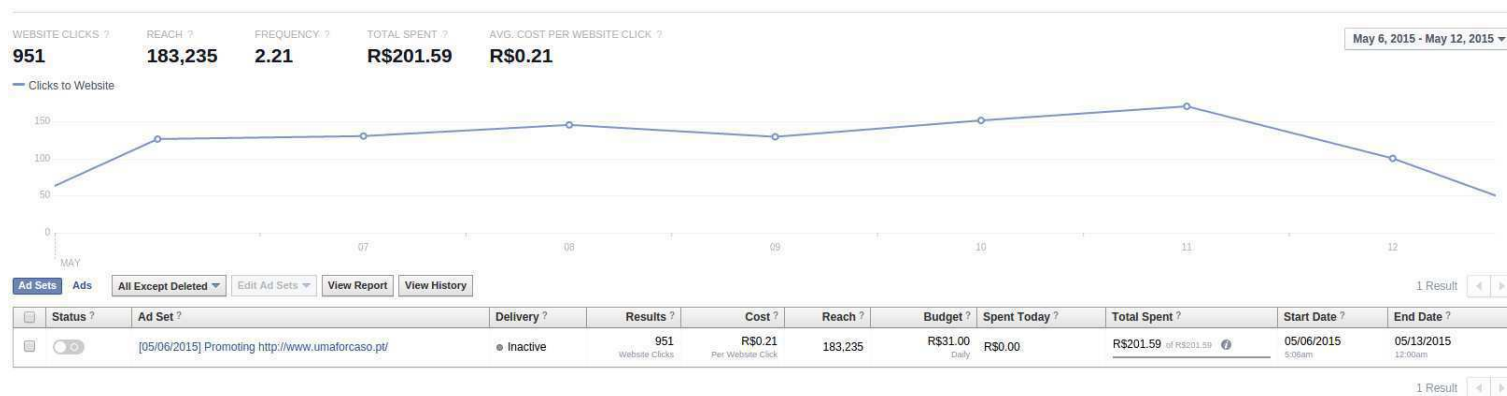 WEBSITE CLICKS ? REACH ? FREQUENCY ? TOTAL SPENT ? AVG. COST PER WEBSITE CLICK ?
951 183,235 2.21 R$201.59 R$0.21
May 6, 2015 - May 12, 2015
Clicks to Website
150
100
50
0
07 08 09 10 11 12
MAY
Ad Sets Ads All Except Deleted Edit Ad Sets View Report View History 1 Result
Status ? Ad Set ? Delivery ? Results ? Cost ? Reach ? Budget ? Spent Today ? Total Spent ? Start Date ? End Date ?
[05/06/2015] Promoting http://www.umaforcaso.pt/ Inactive 951 R$0.21 183,235 R$31.00 R$0.00 R$201.59 of R$201.59 i 05/06/2015 05/13/2015
Website Clicks Per Website Click Daily 5:06am 12:00am
1 Result